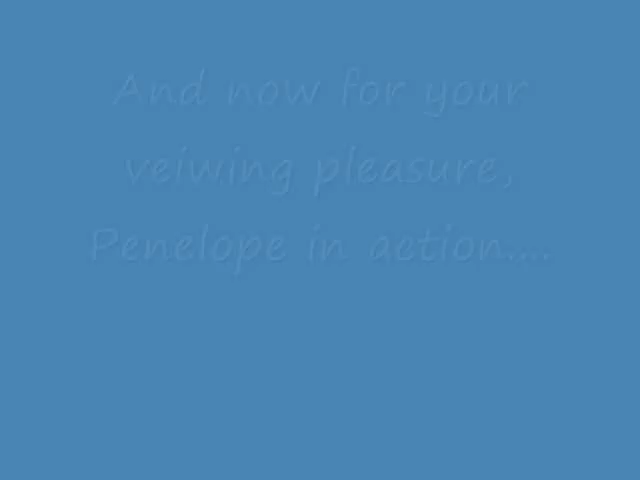 And now for your
veiwing pleasure,
Penelope in action....